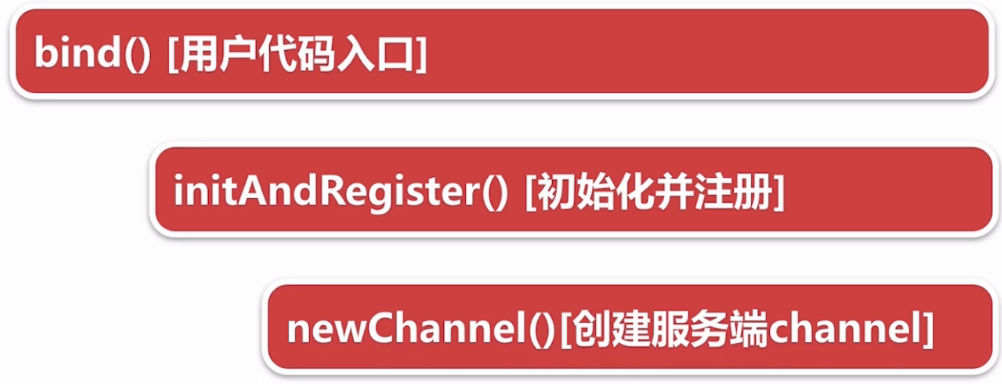 bind() [用户代码入口]
initAndRegister() [初始化并注册]
newChannel()[创建服务端channel]